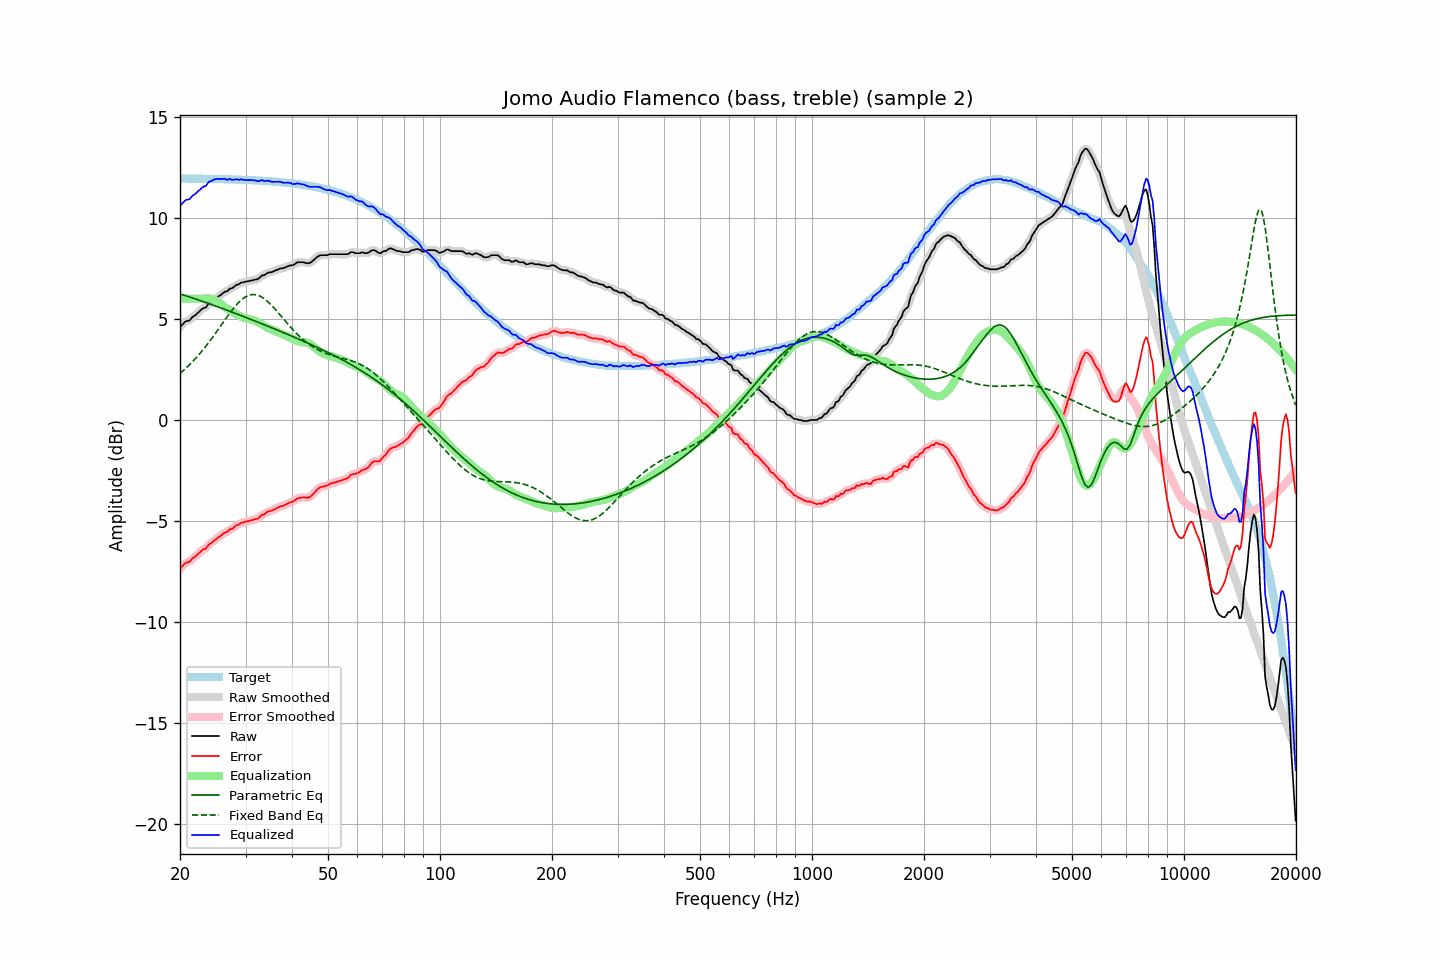 Jomo Audio Flamenco (bass, treble) (sample 2)
15
10
5
0
−5
−10
−15
−20
Amplitude (dBr)
Target
Raw Smoothed
Error Smoothed
Raw
Error
Equalization
Parametric Eq
Fixed Band Eq
Equalized
20 50 100 200 500 1000 2000 5000 10000 20000
Frequency (Hz)